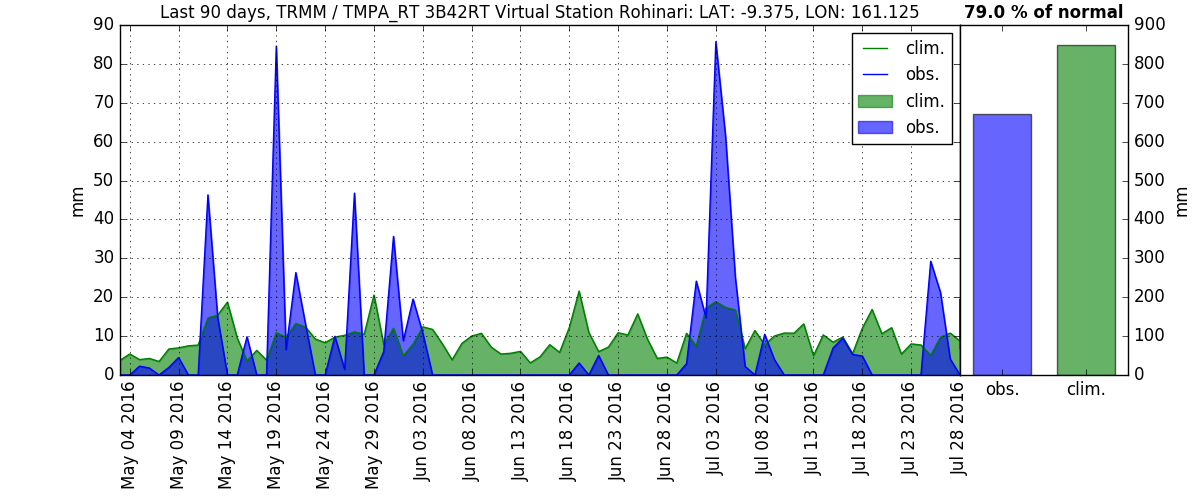 Last 90 days, TRMM / TMPA_RT 3B42RT Virtual Station Rohinari: LAT: -9.375, LON: 161.125
79.0 % of normal
90
80
70
60
50
40
30
20
10
0
mm
clim.
obs.
clim.
obs.
May 04 2016
May 09 2016
May 14 2016
May 19 2016
May 24 2016
May 29 2016
Jun 03 2016
Jun 08 2016
Jun 13 2016
Jun 18 2016
Jun 23 2016
Jun 28 2016
Jul 03 2016
Jul 08 2016
Jul 13 2016
Jul 18 2016
Jul 23 2016
Jul 28 2016
obs.
clim.
900
800
700
600
500
400
300
200
100
0
mm